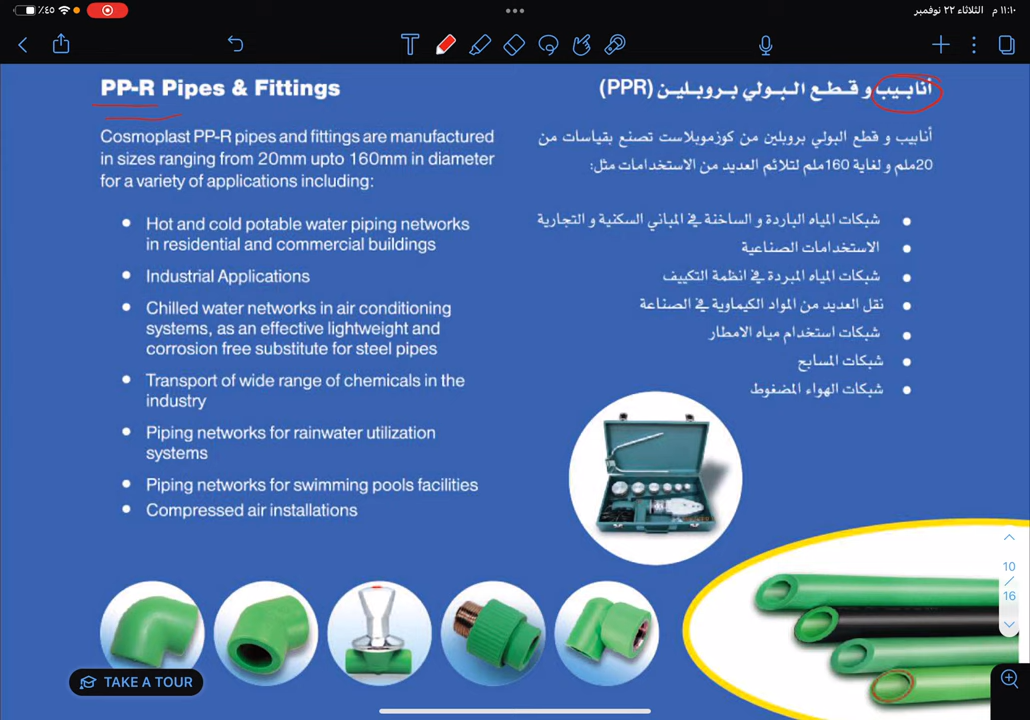 ٪٤٥
١١:١٠ م الثلاثاء ٢٢ نوفمبر
PP-R Pipes & Fittings
Cosmoplast PP-R pipes and fittings are manufactured
in sizes ranging from 20mm upto 160mm in diameter
for a variety of applications including:
Hot and cold potable water piping networks
in residential and commercial buildings
Industrial Applications
Chilled water networks in air conditioning
systems, as an effective lightweight and
corrosion free substitute for steel pipes
Transport of wide range of chemicals in the
industry
Piping networks for rainwater utilization
systems
Piping networks for swimming pools facilities
Compressed air installations
أنابيب و قطع البولي بروبلين (PPR)
أنابيب و قطع البولي بروبلين من كوزموبلاست تصنع بقياسات من
20ملم و لغاية 160ملم لتلائم العديد من الاستخدامات مثل:
شبكات المياه الباردة و الساخنة في المباني السكنية و التجارية
الاستخدامات الصناعية
شبكات المياه المبردة في انظمة التكييف
نقل العديد من المواد الكيماوية في الصناعة
شبكات استخدام مياه الامطار
شبكات المسابح
شبكات الهواء المضغوط
10
/
16
TAKE A TOUR